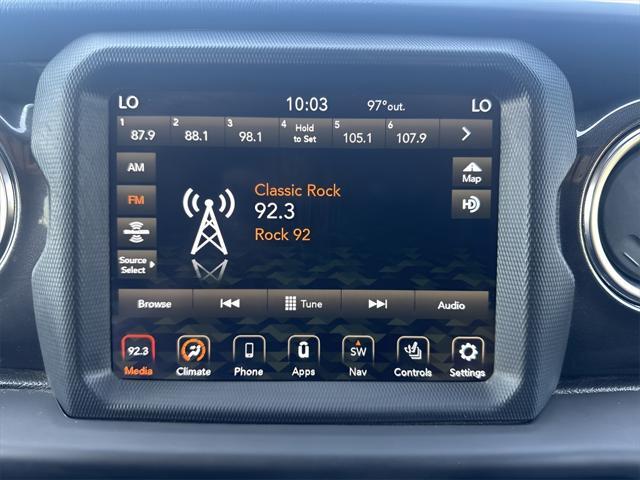 LO 10:03 97°out. LO
1 87.9 2 88.1 3 98.1 4 Hold to Set 5 105.1 6 107.9
AM
Map
FM
HD
Classic Rock
92.3
Rock 92
Source
Select
Browse Tune Audio
92.3 SW
Media Climate Phone Apps Nav Controls Settings